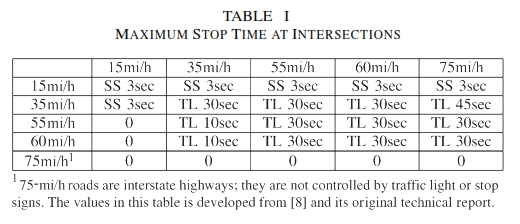 TABLE I
MAXIMUM STOP TIME AT INTERSECTIONS
15mi/h 35mi/h 55mi/h 60mi/h 75mi/h
15mi/h SS 3sec SS 3sec SS 3sec SS 3sec SS 3sec
35mi/h SS 3sec TL 30sec TL 30sec TL 30sec TL 45sec
55mi/h 0 TL 10sec TL 30sec TL 30sec TL 30sec
60mi/h 0 TL 10sec TL 30sec TL 30sec TL 30sec
75mi/h¹ 0 0 0 0 0
¹ 75-mi/h roads are interstate highways; they are not controlled by traffic light or stop
signs. The values in this table is developed from [8] and its original technical report.